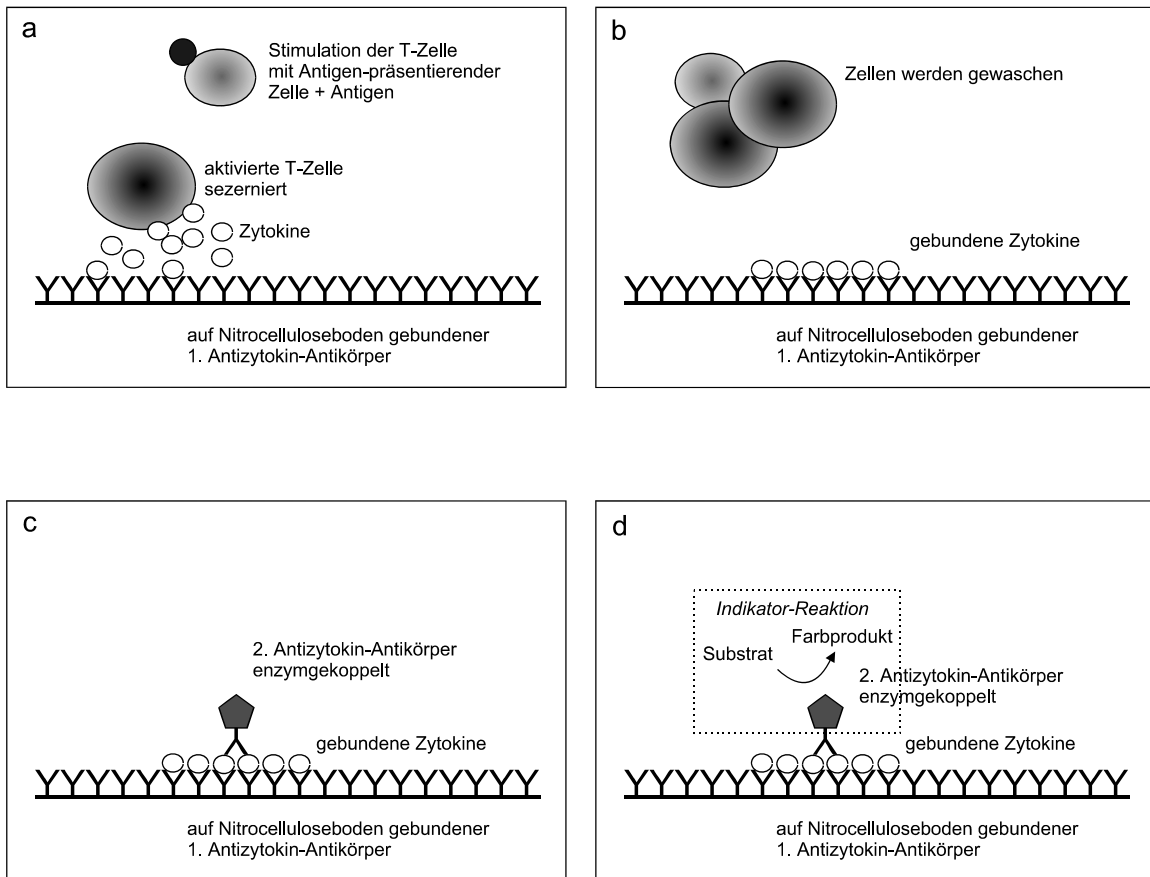 a
Stimulation der T-Zelle
mit Antigen-präsentierender
Zelle + Antigen
aktivierte T-Zelle
sezerniert
Zytokine
auf Nitrocelluloseboden gebundener
1. Antizytokin-Antikörper
b
Zellen werden gewaschen
gebundene Zytokine
auf Nitrocelluloseboden gebundener
1. Antizytokin-Antikörper
c
2. Antizytokin-Antikörper
enzymgekoppelt
gebundene Zytokine
auf Nitrocelluloseboden gebundener
1. Antizytokin-Antikörper
d
Indikator-Reaktion
Farbprodukt
Substrat
2. Antizytokin-Antikörper
enzymgekoppelt
gebundene Zytokine
auf Nitrocelluloseboden gebundener
1. Antizytokin-Antikörper